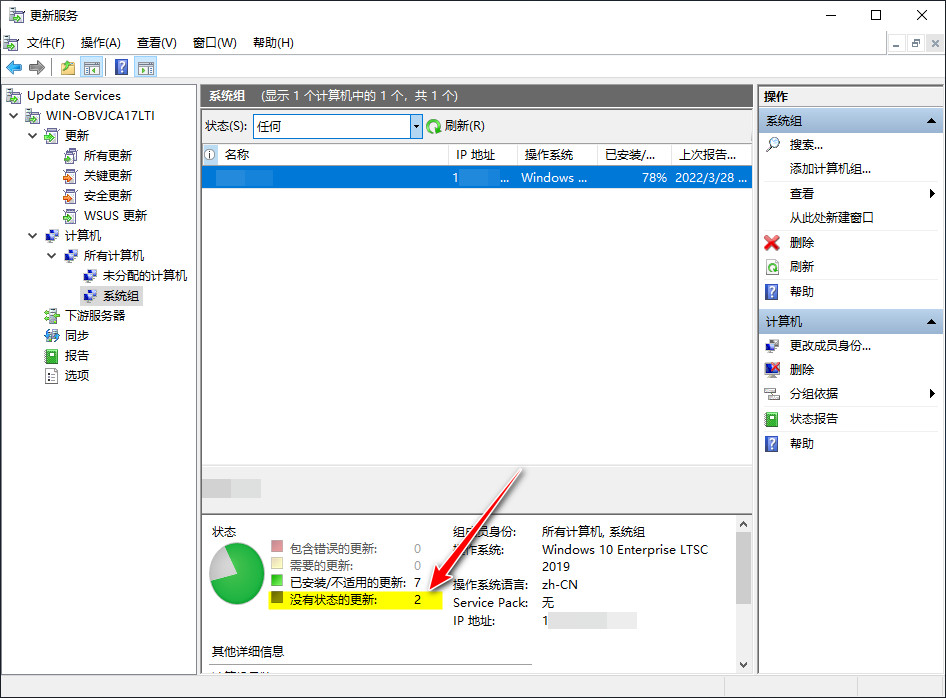 更新服务
文件(F) 操作(A) 查看(V) 窗口(W) 帮助(H)
Update Services
WIN-OBVJCA17LTI
更新
所有更新
关键更新
安全更新
WSUS 更新
计算机
所有计算机
未分配的计算机
系统组
下游服务器
同步
报告
选项
系统组 (显示 1 个计算机中的 1 个，共 1 个)
状态(S): 任何 刷新(R)
名称 IP 地址 操作系统 已安装/... 上次报告...
1 ... Windows ... 78% 2022/3/28 ...
状态
包含错误的更新: 0
需要的更新: 0
已安装/不适用的更新: 7
没有状态的更新: 2
组成员身份: 所有计算机, 系统组
操作系统: Windows 10 Enterprise LTSC
2019
操作系统语言: zh-CN
Service Pack: 无
IP 地址: 1
其他详细信息
操作
系统组
搜索...
添加计算机组...
查看
从此处新建窗口
删除
刷新
帮助
计算机
更改成员身份...
删除
分组依据
状态报告
帮助